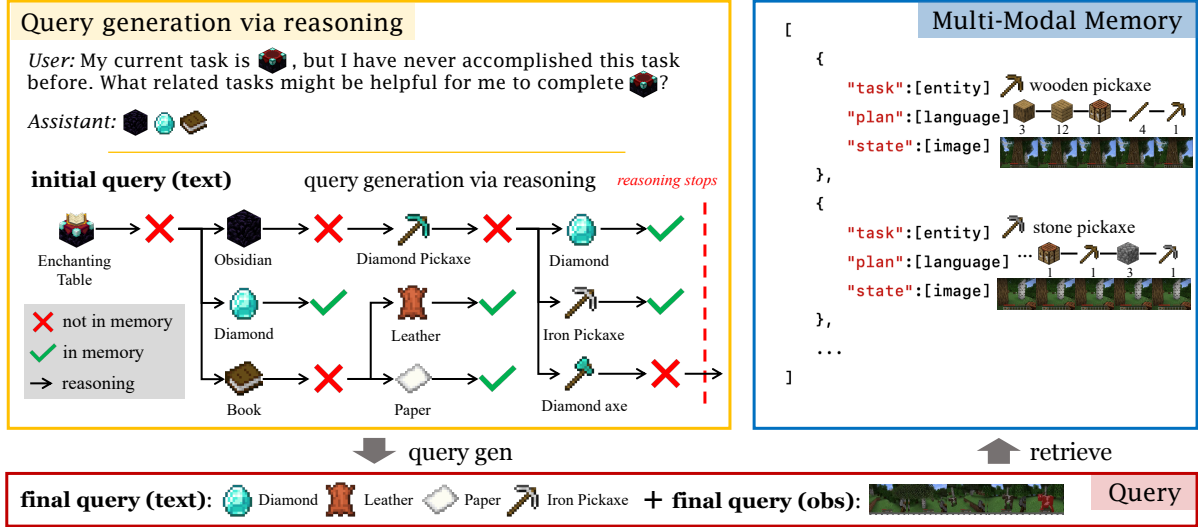 Query generation via reasoning
User: My current task is , but I have never accomplished this task
before. What related tasks might be helpful for me to complete ?
Assistant:
initial query (text)
query generation via reasoning
reasoning stops
Enchanting
Table
Obsidian
Diamond Pickaxe
Diamond
Diamond
Leather
Iron Pickaxe
Book
Paper
Diamond axe
not in memory
in memory
reasoning
Multi-Modal Memory
[
{
"task":[entity] wooden pickaxe
"plan":[language]
3 12 1 4 1
"state":[image]
},
{
"task":[entity] stone pickaxe
"plan":[language] ...
1 1 3 1
"state":[image]
},
...
]
query gen
retrieve
final query (text): Diamond Leather Paper Iron Pickaxe + final query (obs):
Query